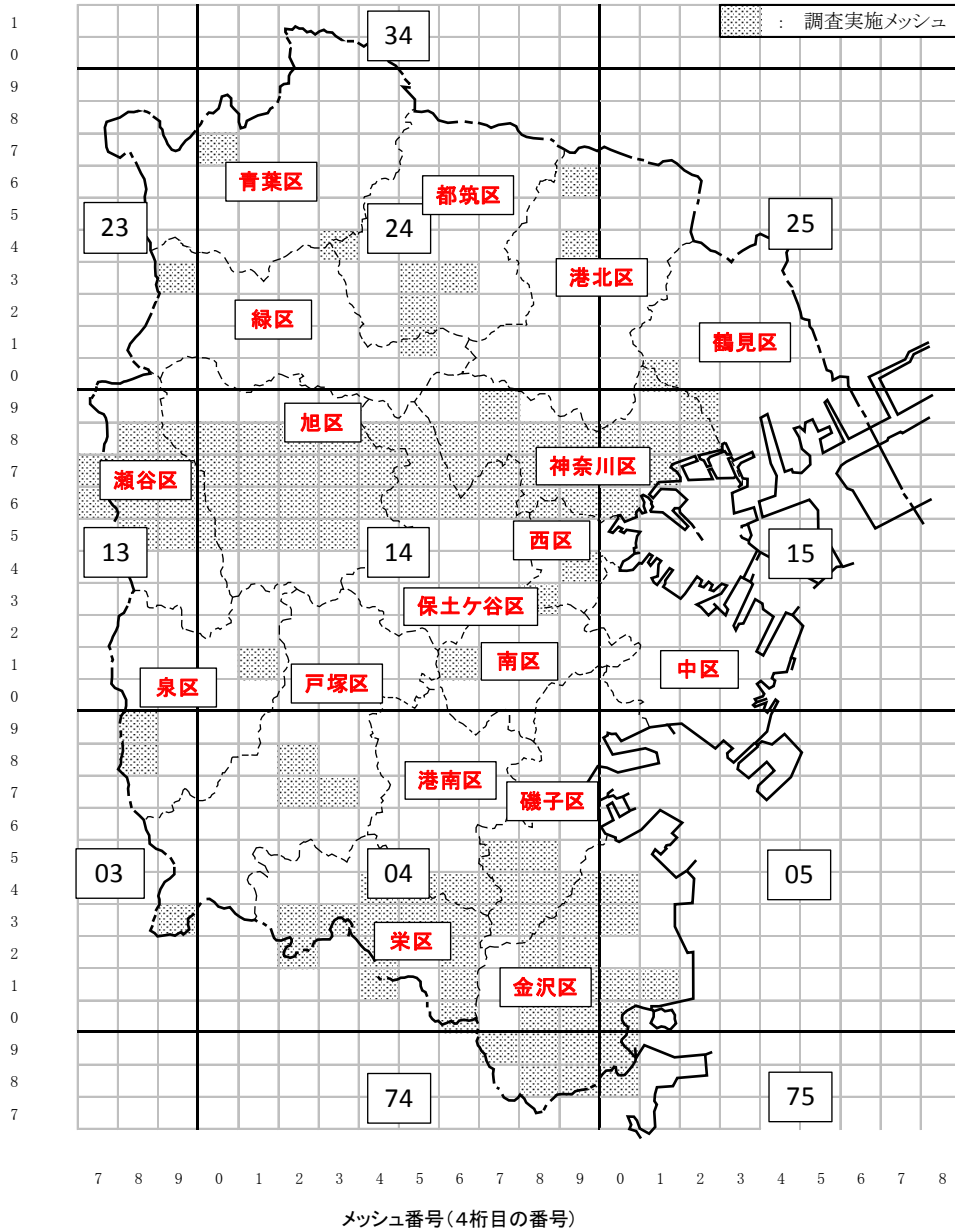 1
： 調査実施メッシュ
34
0
9
8
7
青葉区
6
都筑区
5
23
24
25
4
港北区
3
緑区
2
鶴見区
1
0
9
旭区
8
神奈川区
7
瀬谷区
6
西区
5
13
14
15
4
保土ケ谷区
3
2
南区
1
中区
泉区
戸塚区
0
9
8
港南区
7
磯子区
6
5
03
04
05
4
3
栄区
2
金沢区
1
0
9
8
74
75
7
7 8 9 0 1 2 3 4 5 6 7 8 9 0 1 2 3 4 5 6 7 8
メッシュ番号(４桁目の番号)